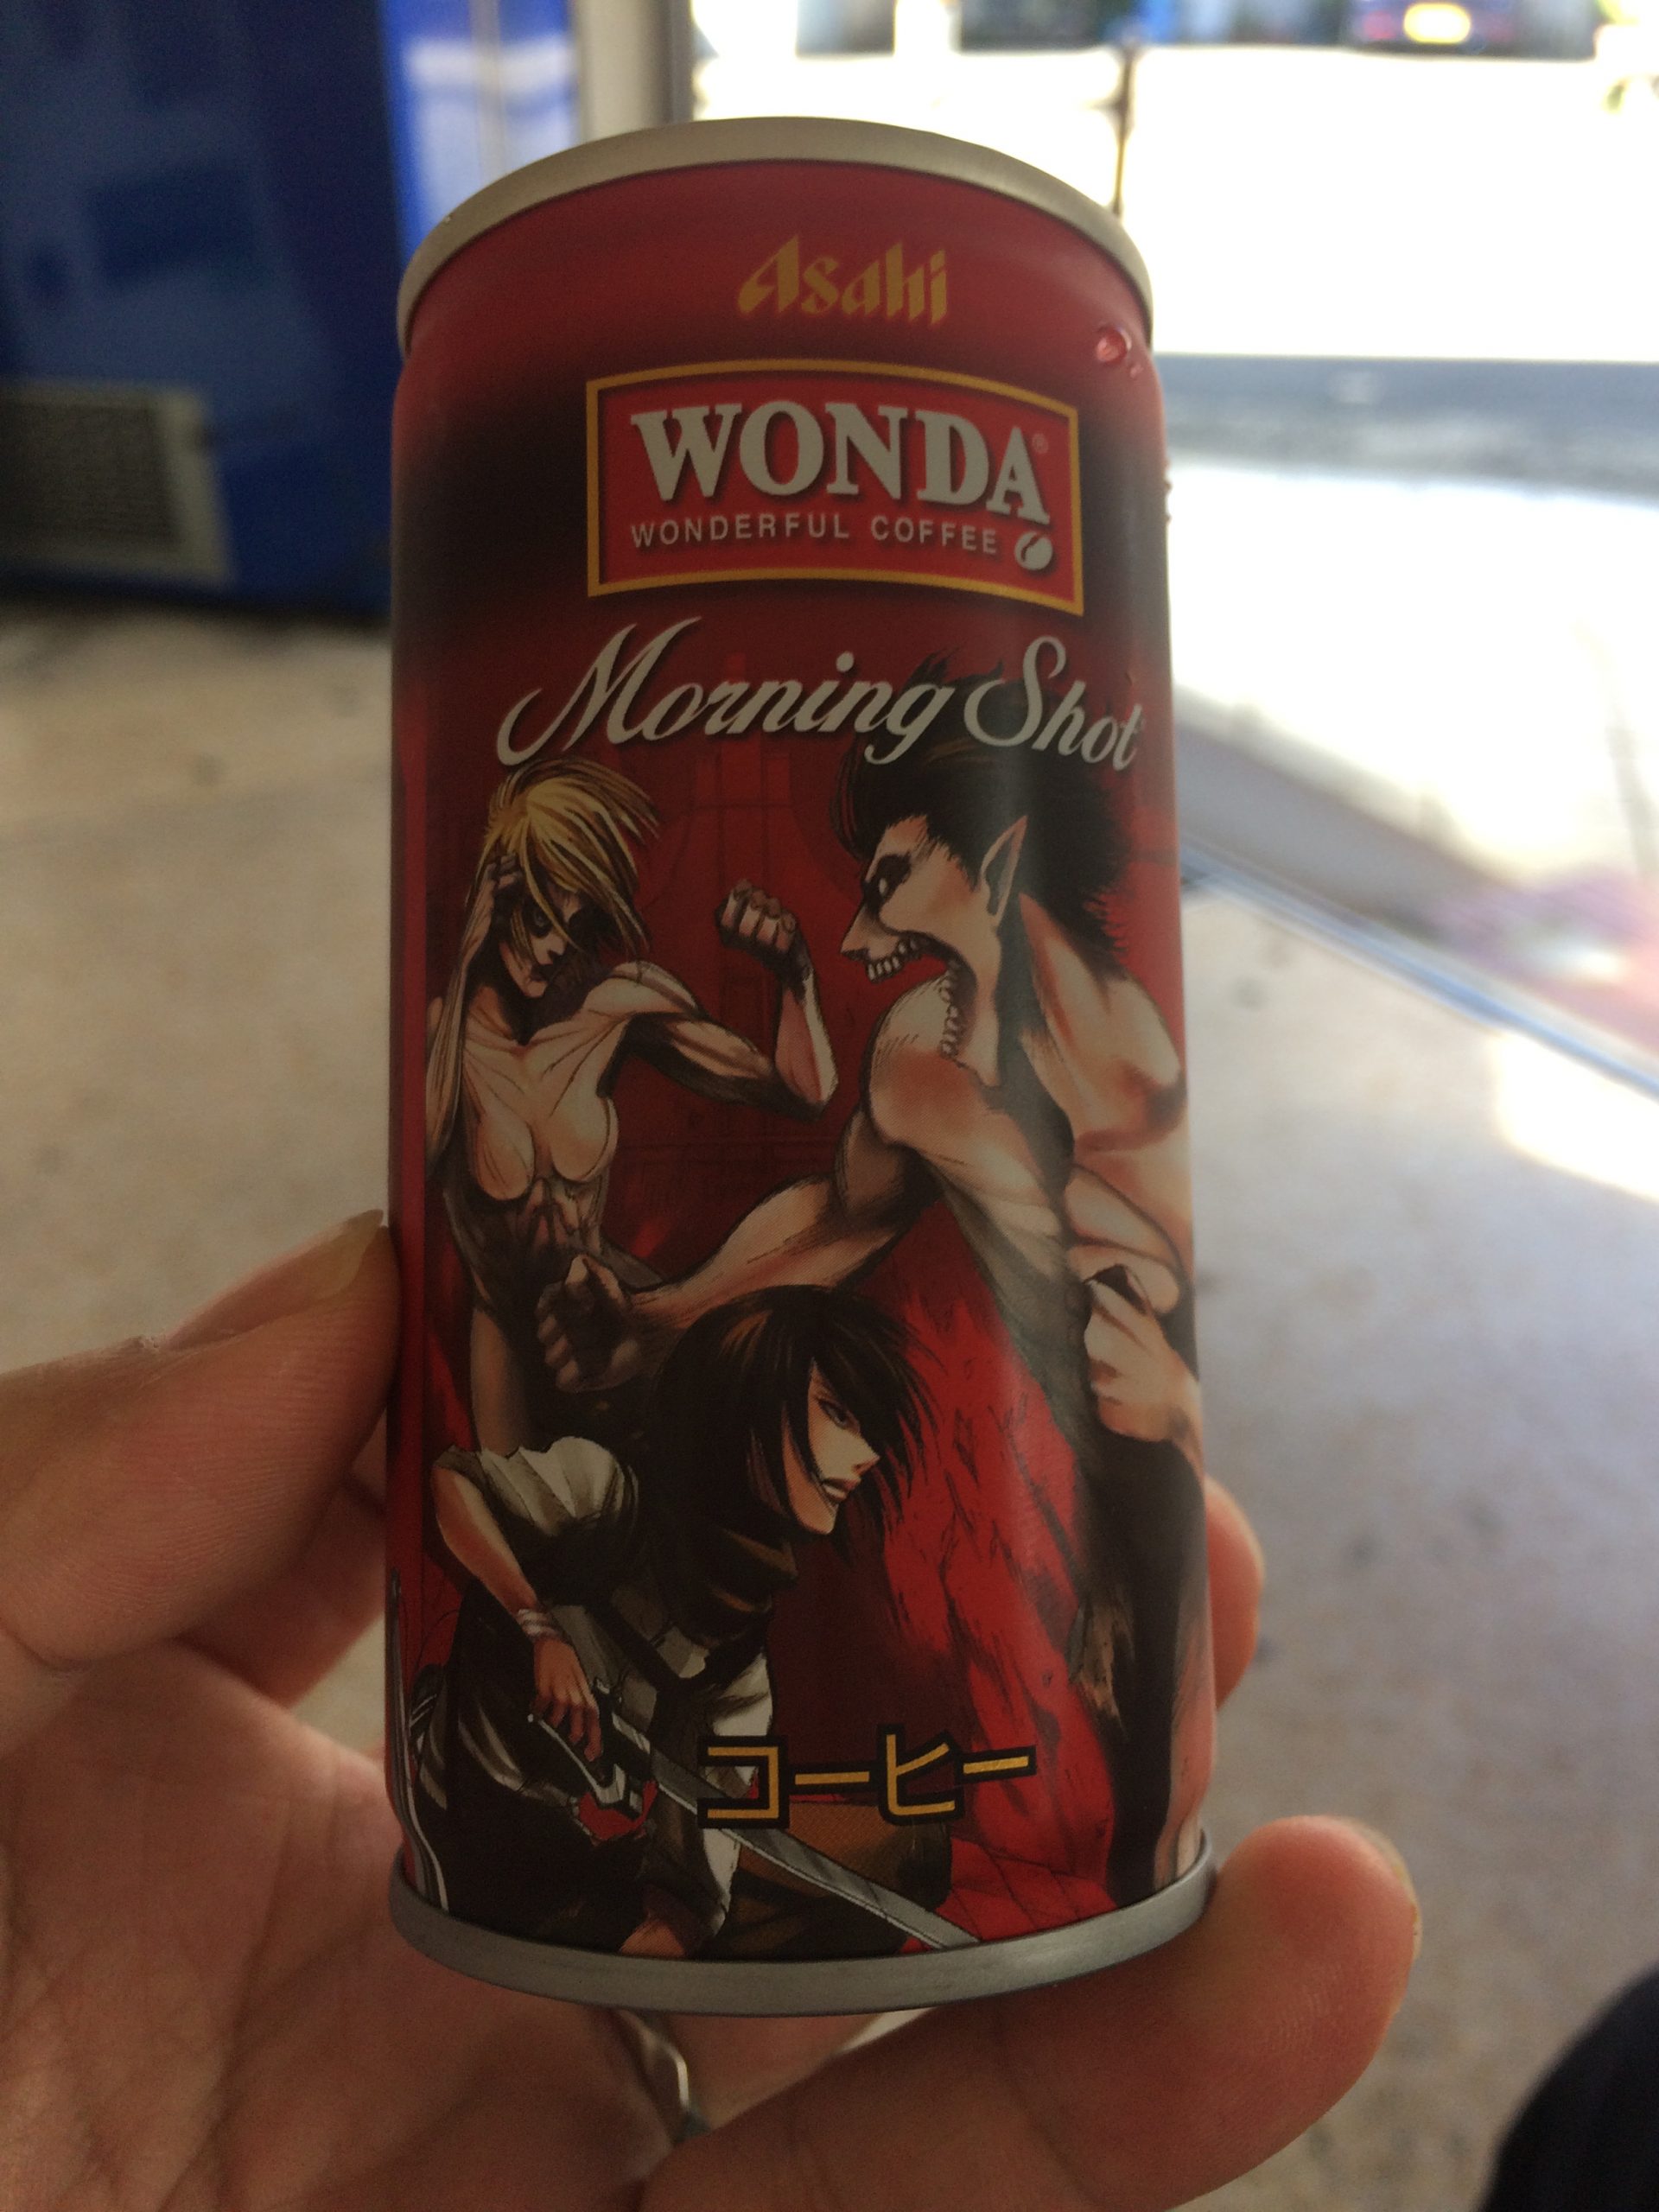 Asahi
WONDA®
WONDERFUL COFFEE
Morning Shot
コーヒー